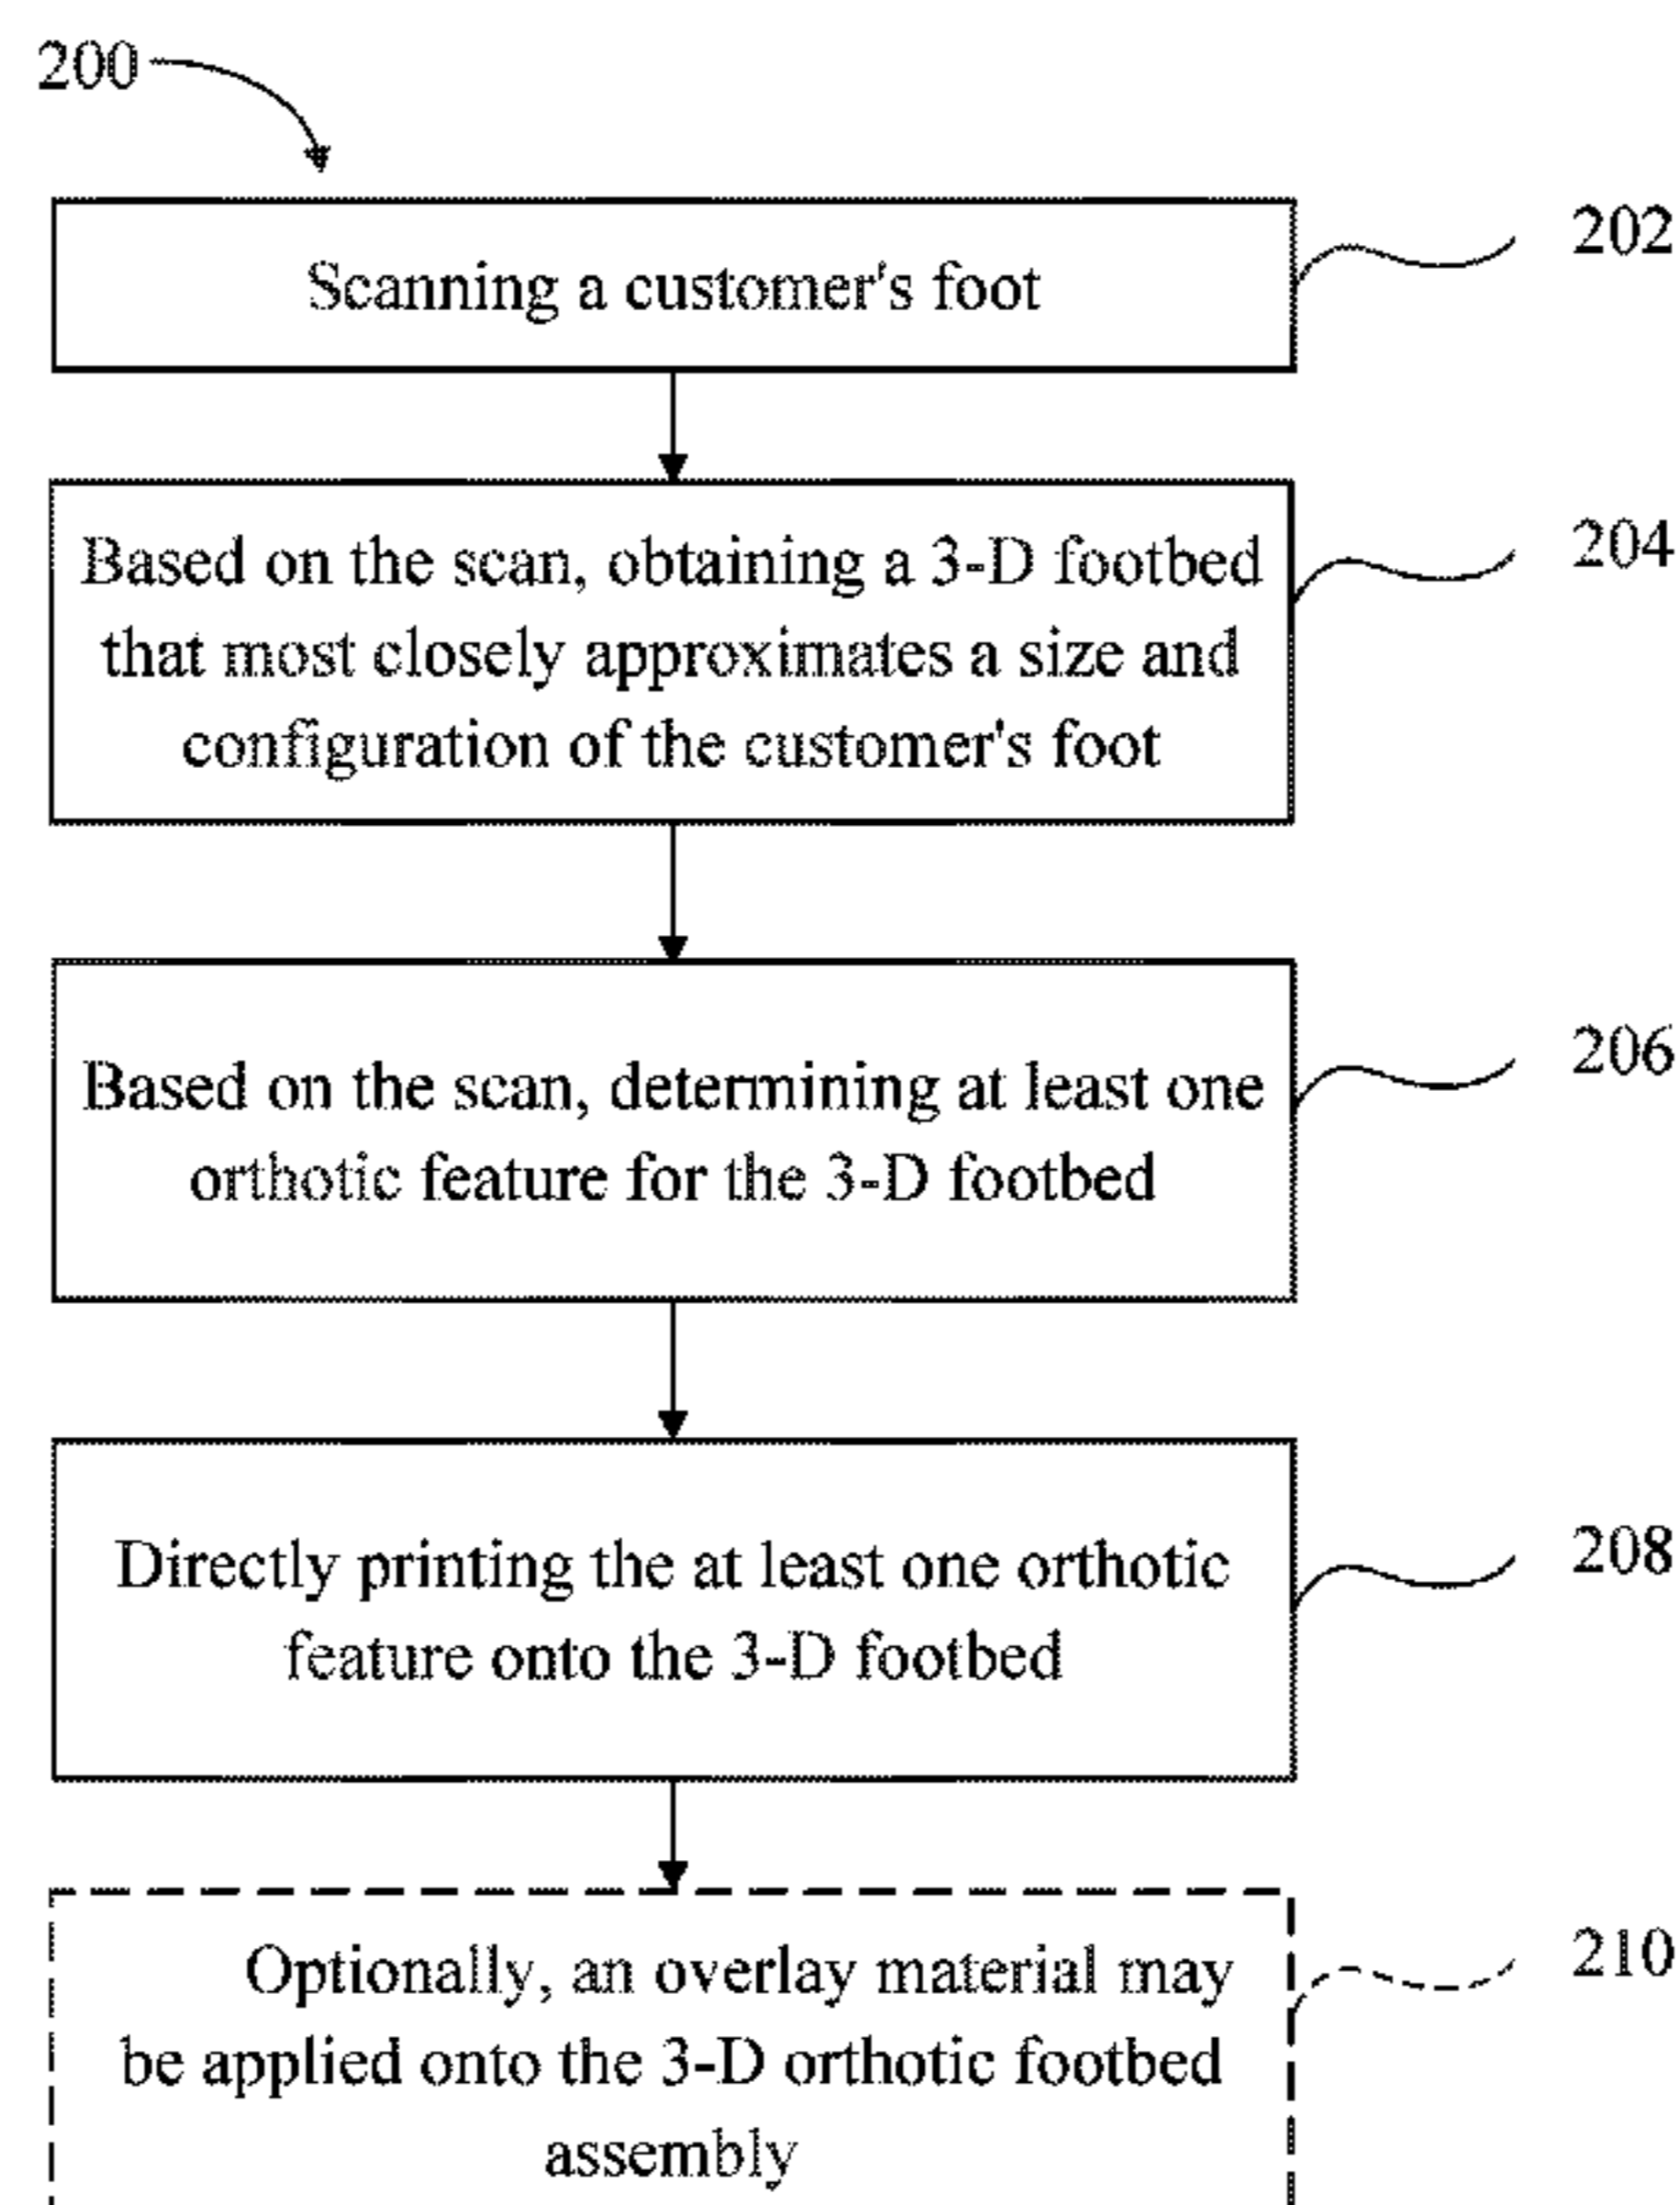 200
202
Scanning a customer's foot
204
Based on the scan, obtaining a 3-D footbed
that most closely approximates a size and
configuration of the customer's foot
206
Based on the scan, determining at least one
orthotic feature for the 3-D footbed
208
Directly printing the at least one orthotic
feature onto the 3-D footbed
210
Optionally, an overlay material may
be applied onto the 3-D orthotic footbed
assembly